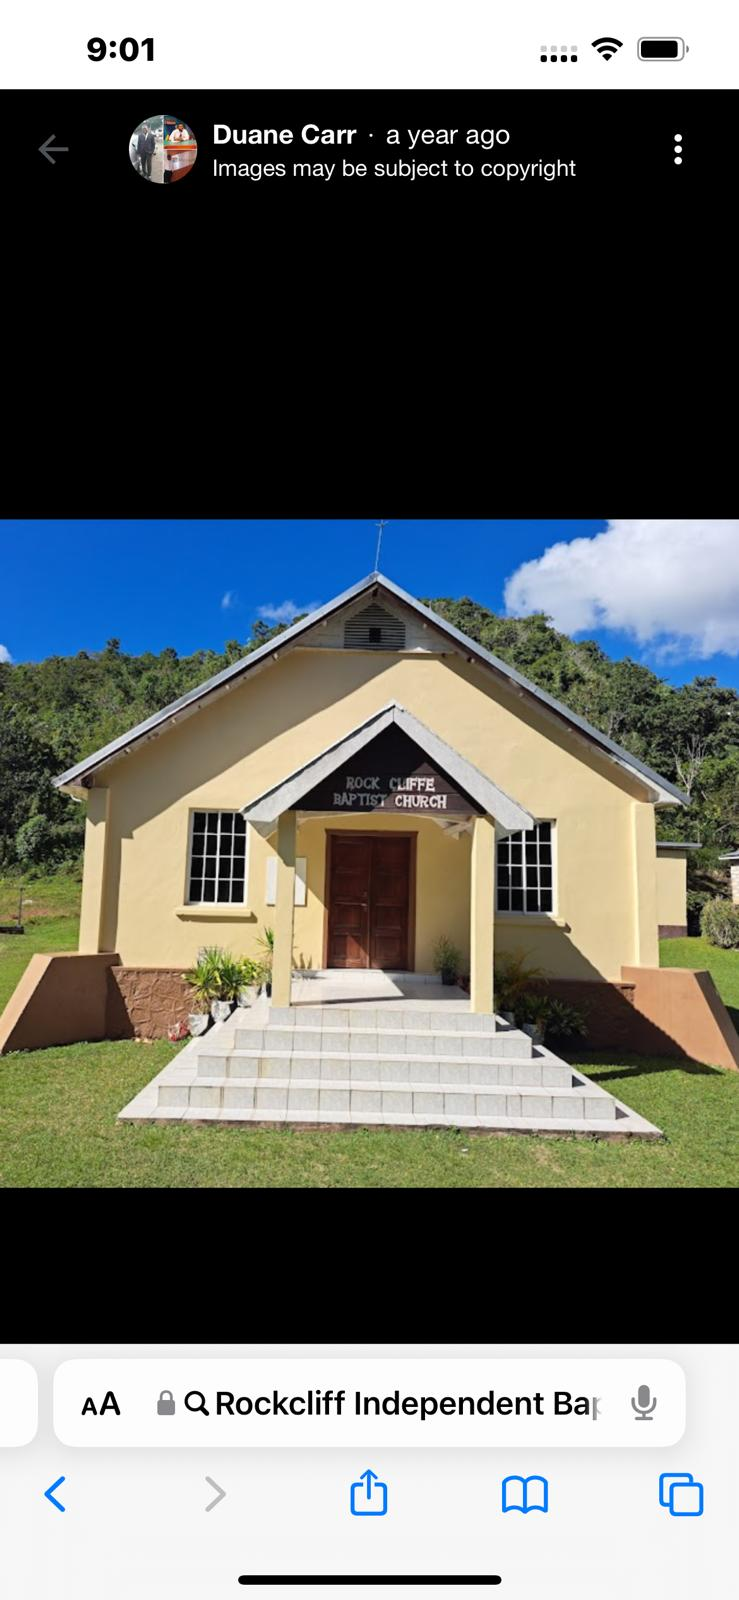 9:01
Duane Carr · a year ago
Images may be subject to copyright
ROCK CLIFFE
BAPTIST CHURCH
AA Rockcliff Independent Bap